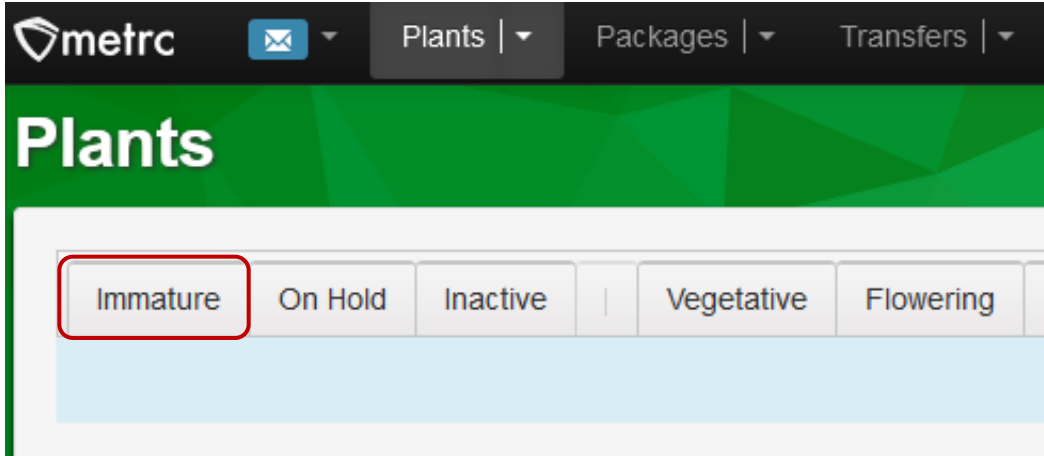 metrc Plants Packages Transfers
Plants
Immature On Hold Inactive | Vegetative Flowering